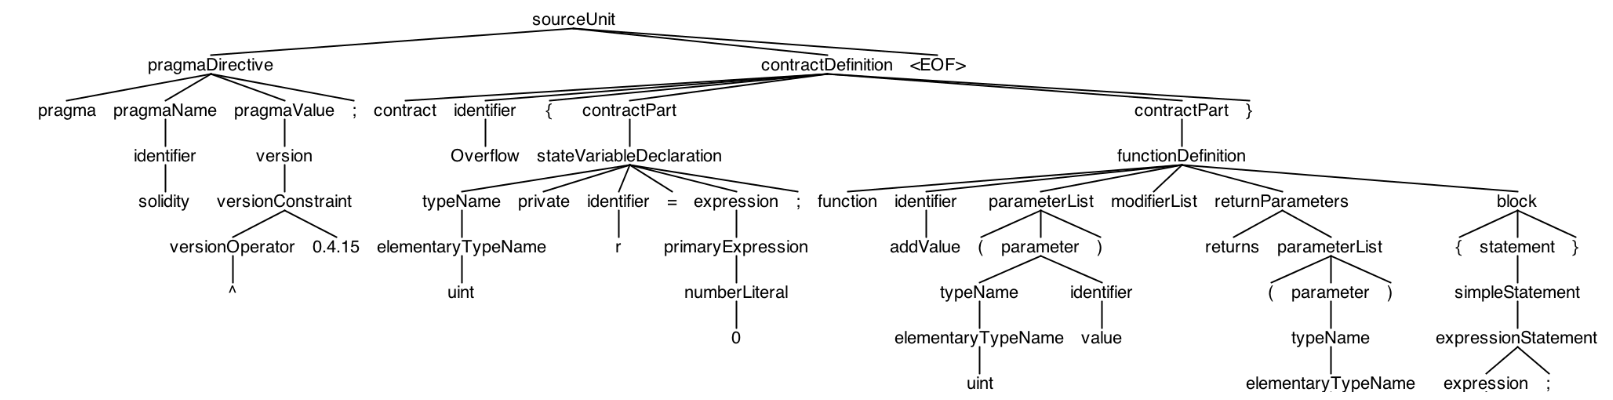 sourceUnit
pragmaDirective contractDefinition <EOF>
pragma pragmaName pragmaValue ; contract identifier { contractPart contractPart }
identifier version Overflow stateVariableDeclaration functionDefinition
solidity versionConstraint typeName private identifier = expression ; function identifier parameterList modifierList returnParameters block
versionOperator 0.4.15 elementaryTypeName r primaryExpression addValue ( parameter ) returns parameterList { statement }
^ uint numberLiteral typeName identifier ( parameter ) simpleStatement
0 elementaryTypeName value typeName expressionStatement
uint elementaryTypeName expression ;